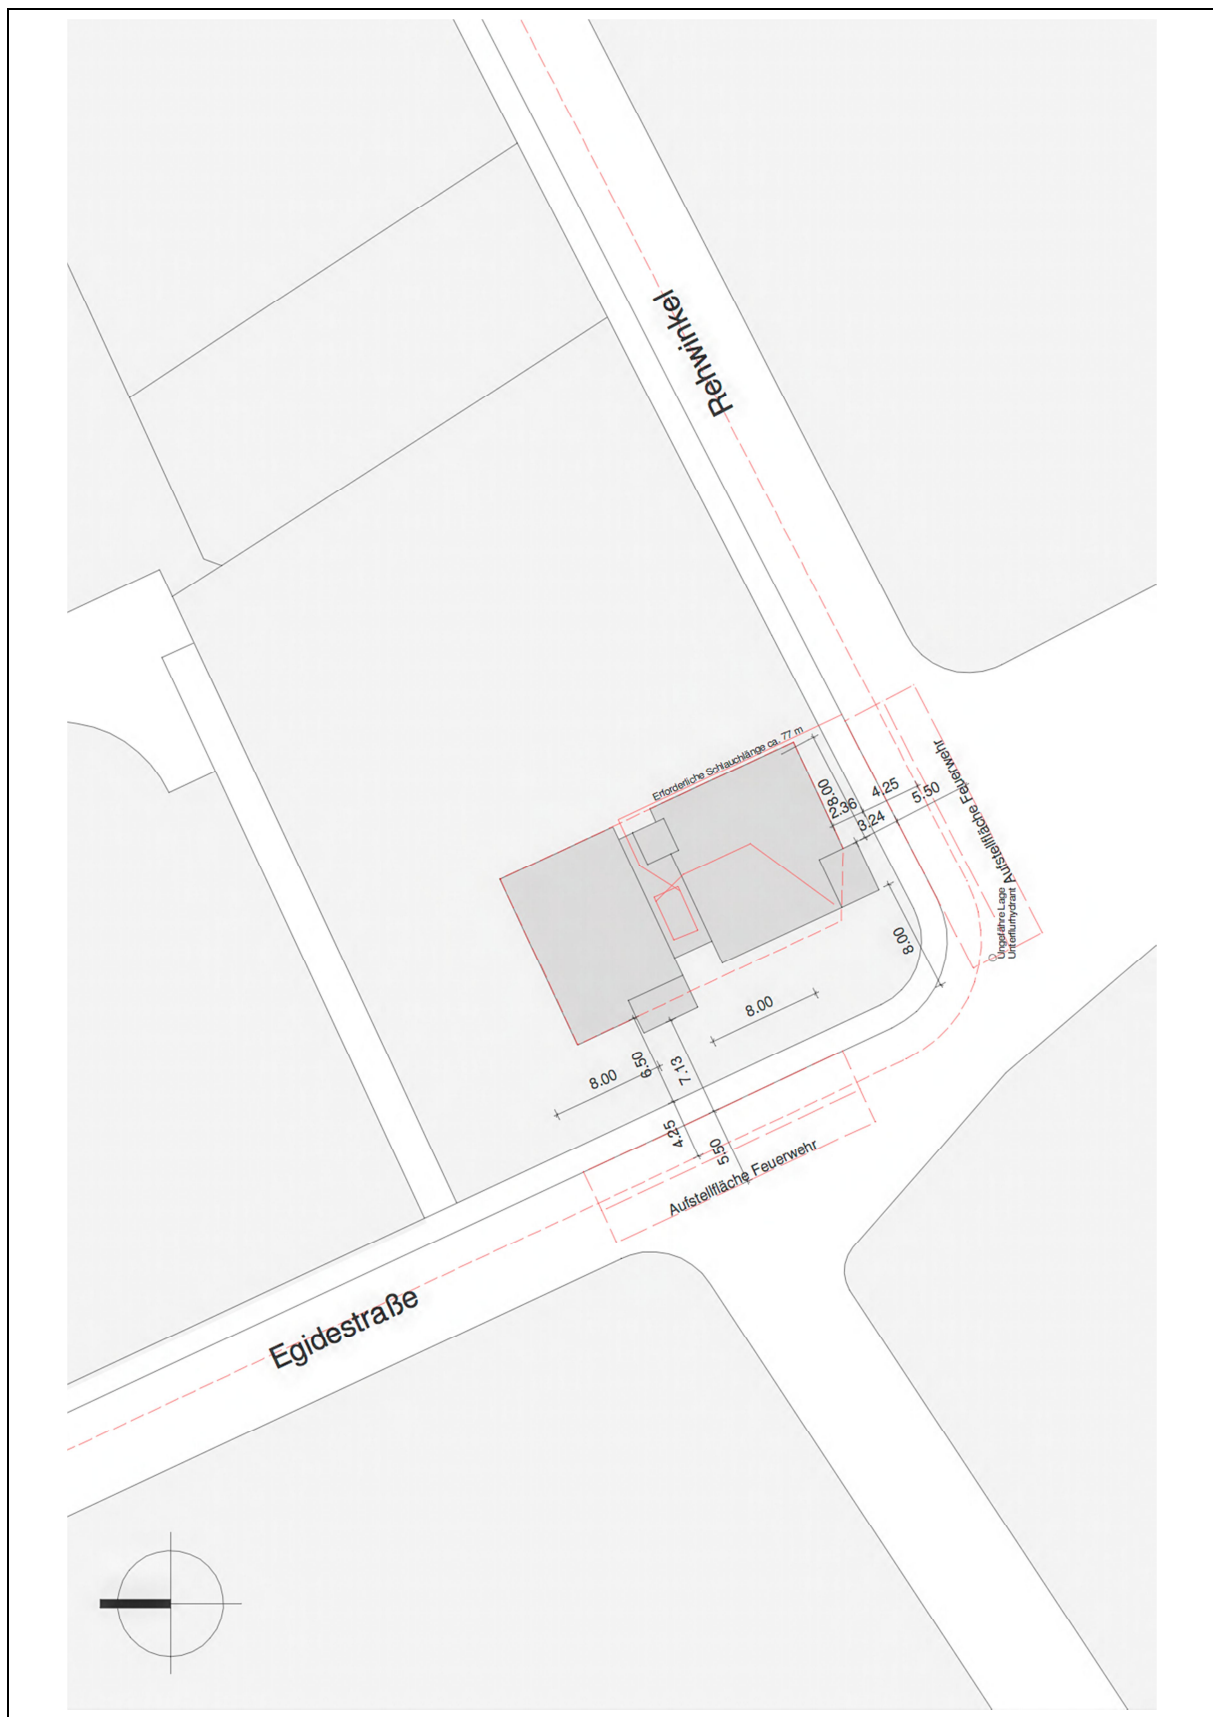 Rehwinkel
Erforderliche Schlauchlänge ca. 77 m
Aufstellfläche Feuerwehr
8.00
2.36
4.25
5.50
3.24
Ungefähre Lage
Unterflurhydrant
8.00
8.00
8.00
6.50
7.13
4.25
5.50
Aufstellfläche Feuerwehr
Egidestraße